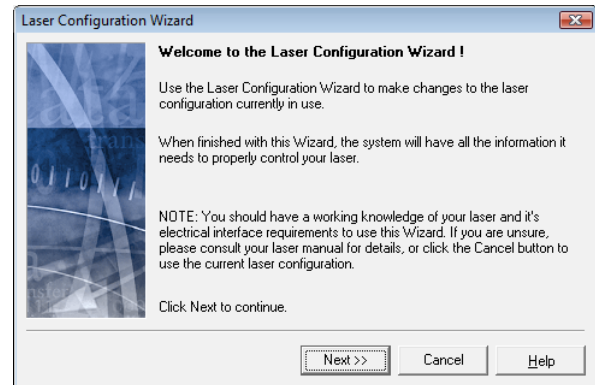 Laser Configuration Wizard
Welcome to the Laser Configuration Wizard !
Use the Laser Configuration Wizard to make changes to the laser
configuration currently in use.
When finished with this Wizard, the system will have all the information it
needs to properly control your laser.
NOTE: You should have a working knowledge of your laser and it's
electrical interface requirements to use this Wizard. If you are unsure,
please consult your laser manual for details, or click the Cancel button to
use the current laser configuration.
Click Next to continue.
Next >>
Cancel
Help